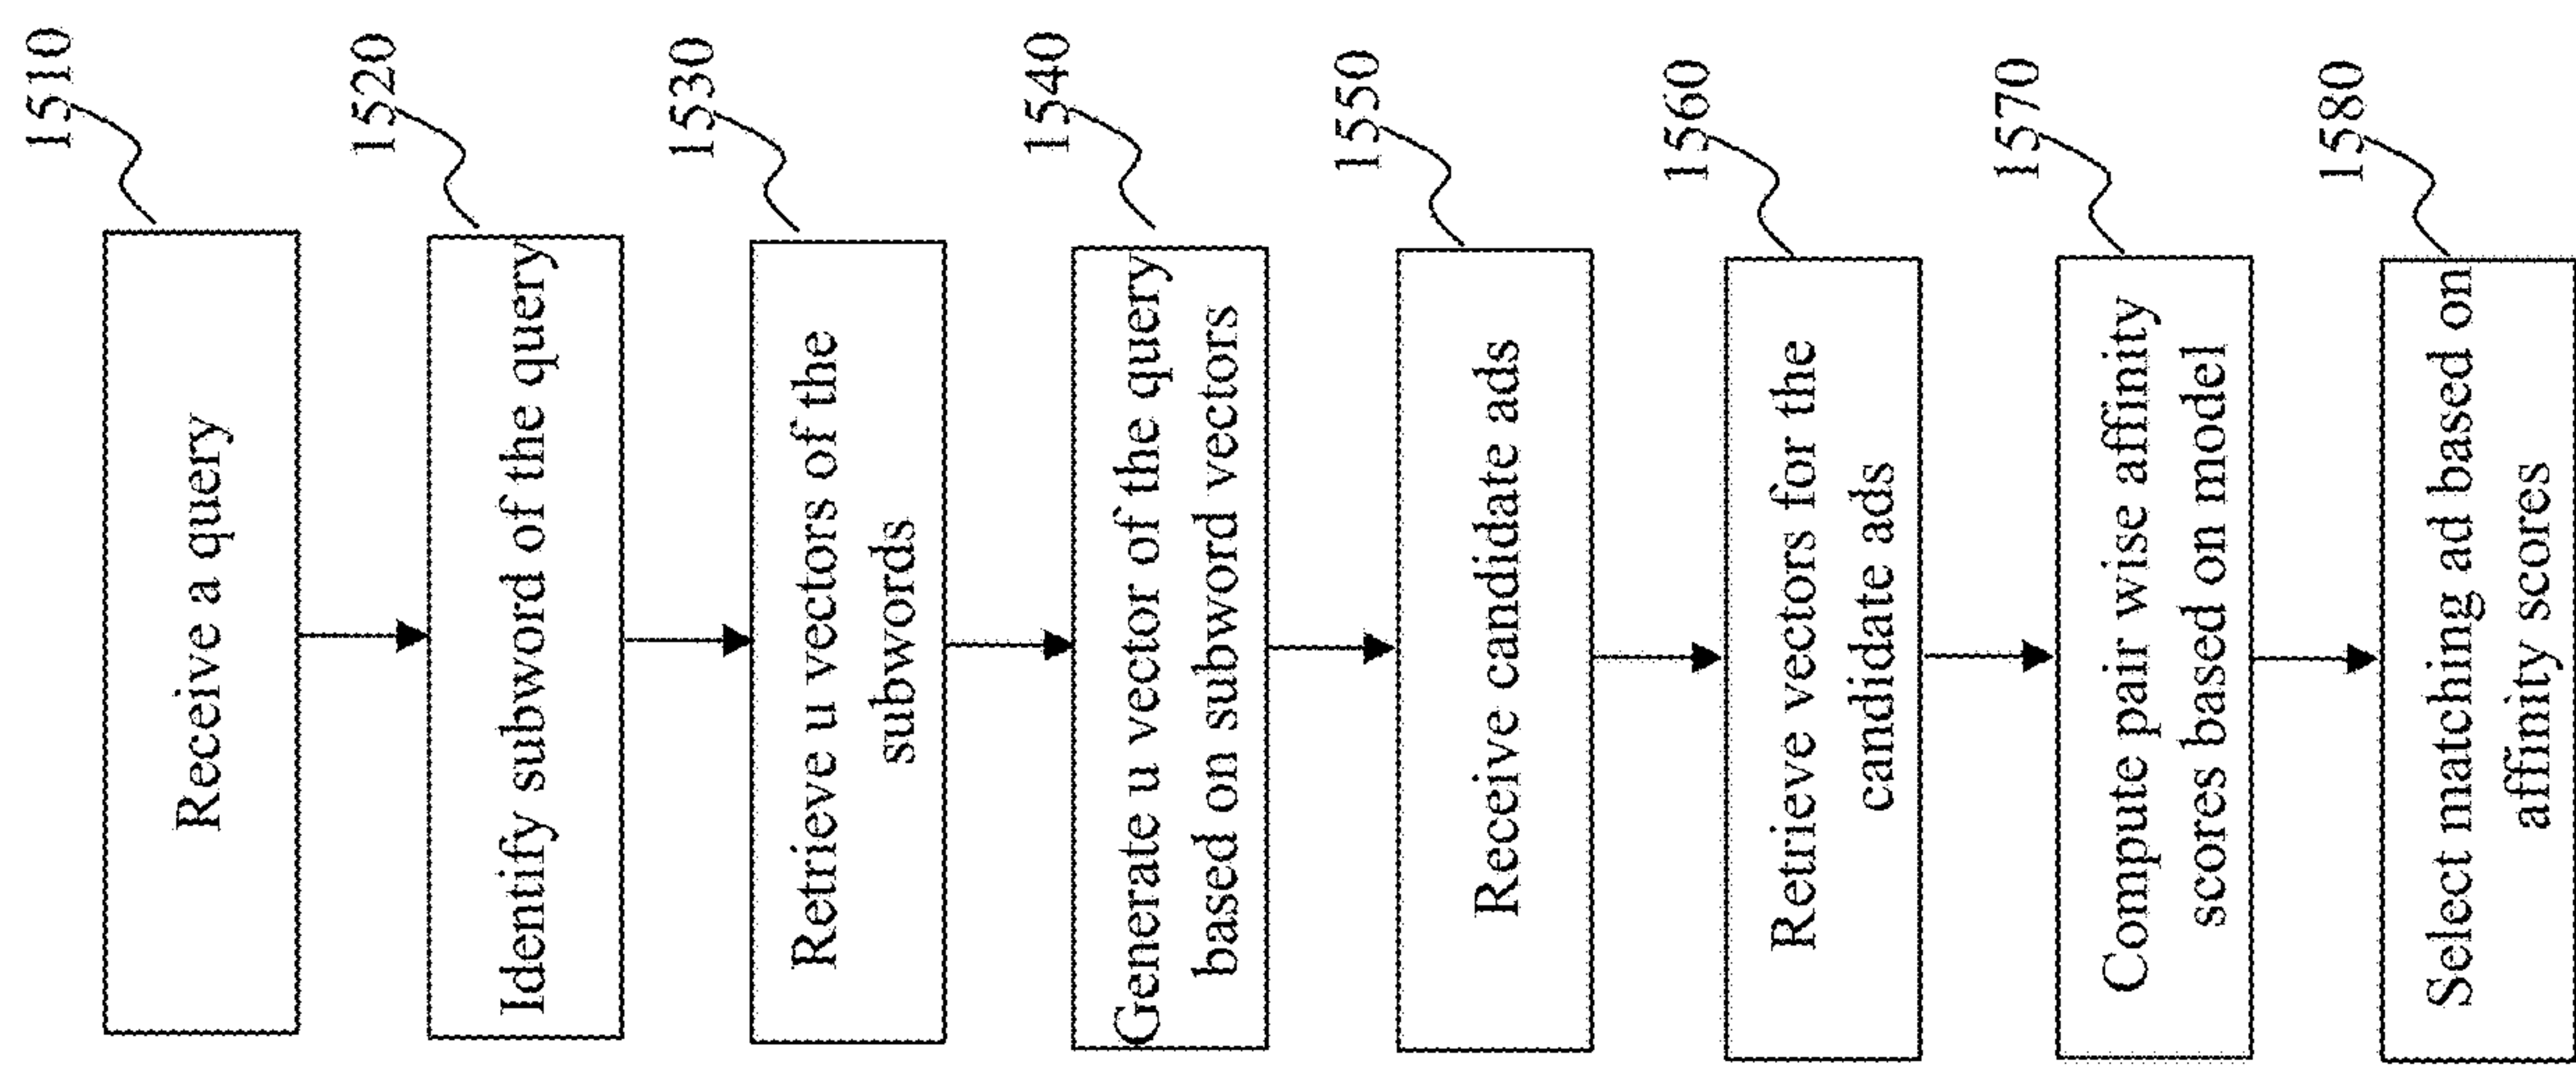 1510
Receive a query
1520
Identify subword of the query
1530
Retrieve u vectors of the
subwords
1540
Generate u vector of the query
based on subword vectors
1550
Receive candidate ads
1560
Retrieve vectors for the
candidate ads
1570
Compute pair wise affinity
scores based on model
1580
Select matching ad based on
affinity scores